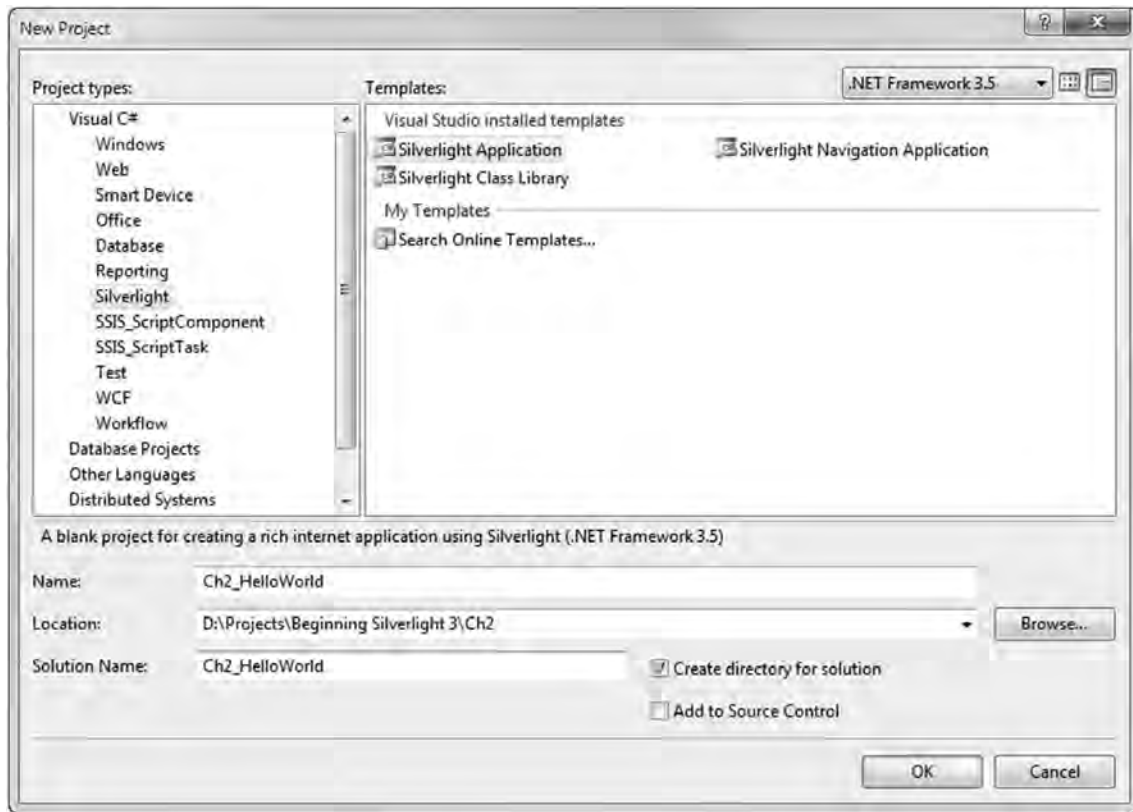 New Project
Project types:
Templates:
.NET Framework 3.5
Visual C#
Windows
Web
Smart Device
Office
Database
Reporting
Silverlight
SSIS_ScriptComponent
SSIS_ScriptTask
Test
WCF
Workflow
Database Projects
Other Languages
Distributed Systems
Visual Studio installed templates
Silverlight Application
Silverlight Navigation Application
Silverlight Class Library
My Templates
Search Online Templates...
A blank project for creating a rich internet application using Silverlight (.NET Framework 3.5)
Name:
Ch2_HelloWorld
Location:
D:\Projects\Beginning Silverlight 3\Ch2
Browse...
Solution Name:
Ch2_HelloWorld
Create directory for solution
Add to Source Control
OK
Cancel